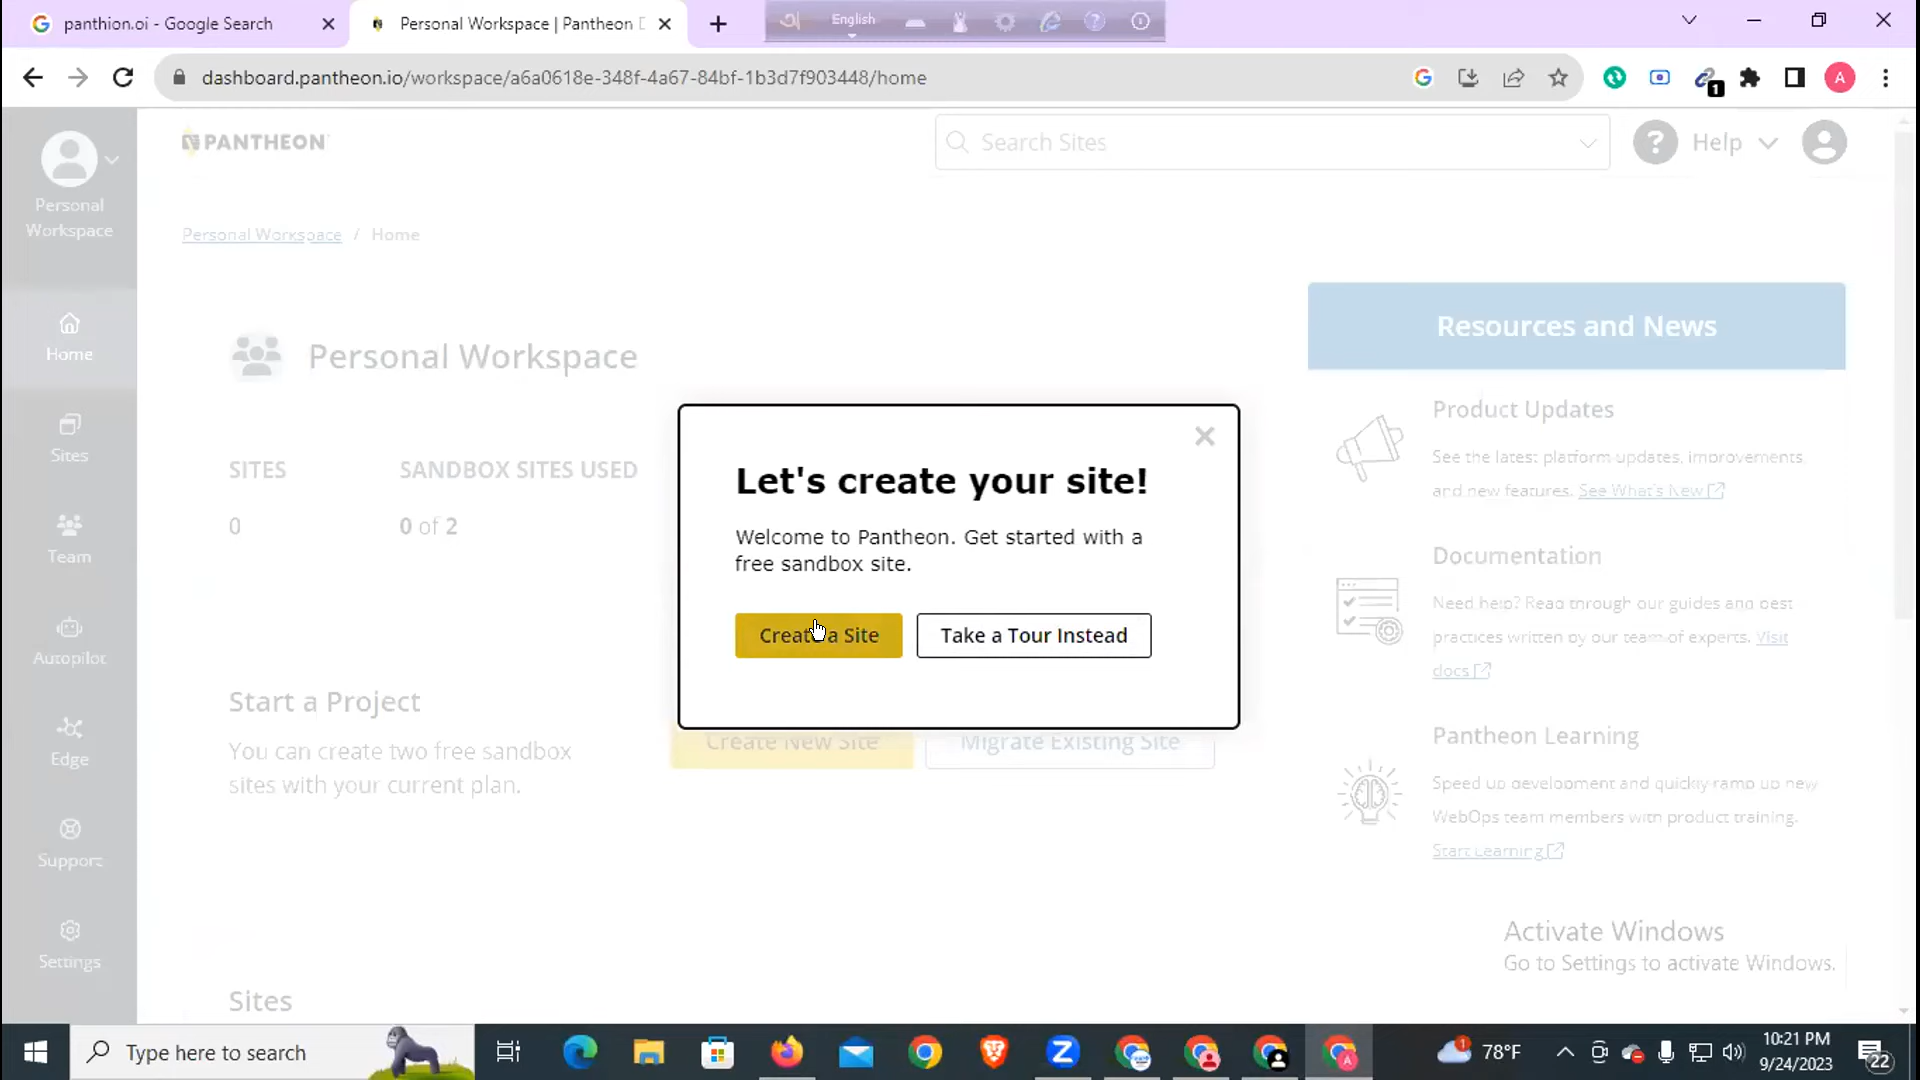 panthion.oi - Google Search
Personal Workspace | Pantheon D
English
dashboard.pantheon.io/workspace/a6a0618e-348f-4a67-84bf-1b3d7f903448/home
1
A
Personal
Workspace
PANTHEON
Search Sites
? Help
Personal Workspace / Home
Home
Sites
Team
Autopilot
Edge
Support
Settings
Personal Workspace
SITES
0
SANDBOX SITES USED
0 of 2
Start a Project
You can create two free sandbox
sites with your current plan.
Create New Site
Migrate Existing Site
Sites
Let's create your site!
Welcome to Pantheon. Get started with a
free sandbox site.
Create a Site
Take a Tour Instead
Resources and News
Product Updates
See the latest platform updates, improvements
and new features. See What's New
Documentation
Need help? Read through our guides and best
practices written by our team of experts. Visit
docs
Pantheon Learning
Speed up development and quickly ramp up new
WebOps team members with product training.
Start Learning
Activate Windows
Go to Settings to activate Windows.
Type here to search
Z
A
1
78°F
10:21 PM
9/24/2023
22